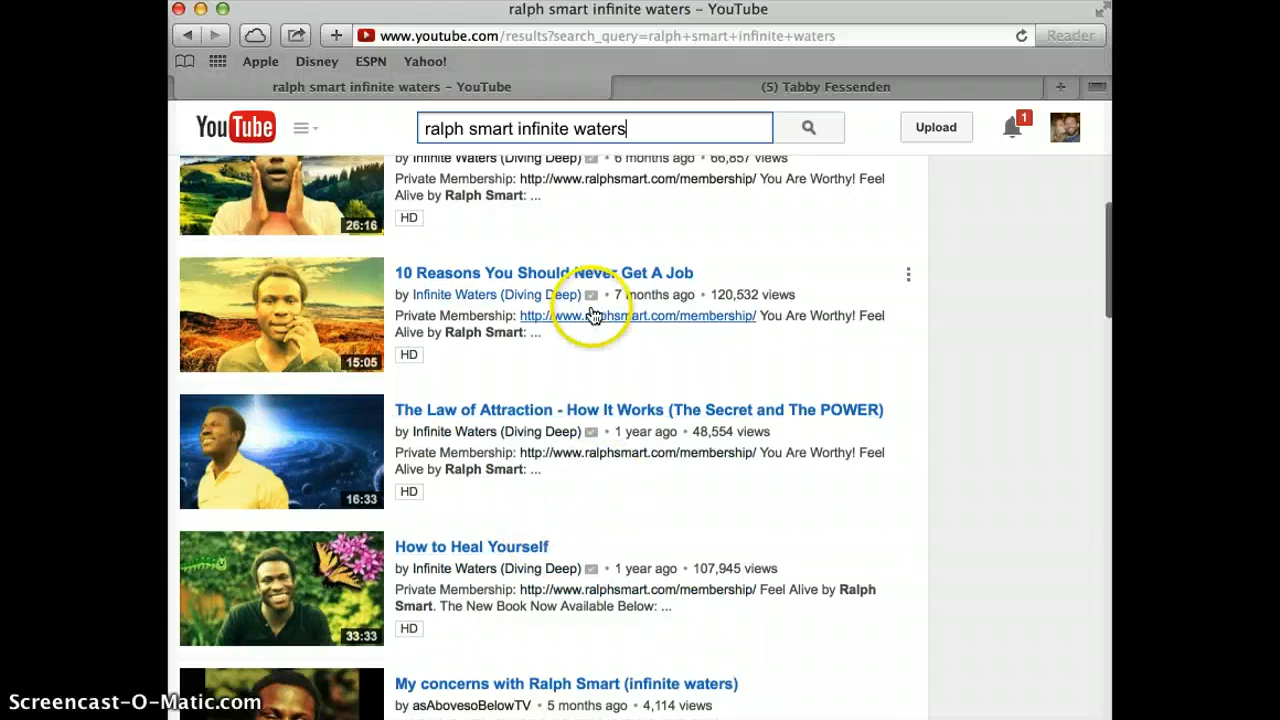 ralph smart infinite waters – YouTube
www.youtube.com/results?search_query=ralph+smart+infinite+waters
Reader
Apple Disney ESPN Yahoo!
ralph smart infinite waters – YouTube
(5) Tabby Fessenden
YouTube
ralph smart infinite waters
Upload
1
by Infinite Waters (Diving Deep) • 6 months ago • 66,857 views
Private Membership: http://www.ralphsmart.com/membership/ You Are Worthy! Feel
Alive by Ralph Smart: ...
26:16
HD
10 Reasons You Should Never Get A Job
by Infinite Waters (Diving Deep) • 7 months ago • 120,532 views
Private Membership: http://www.ralphsmart.com/membership/ You Are Worthy! Feel
Alive by Ralph Smart: ...
15:05
HD
The Law of Attraction - How It Works (The Secret and The POWER)
by Infinite Waters (Diving Deep) • 1 year ago • 48,554 views
Private Membership: http://www.ralphsmart.com/membership/ You Are Worthy! Feel
Alive by Ralph Smart: ...
16:33
HD
How to Heal Yourself
by Infinite Waters (Diving Deep) • 1 year ago • 107,945 views
Private Membership: http://www.ralphsmart.com/membership/ Feel Alive by Ralph
Smart. The New Book Now Available Below: ...
33:33
HD
My concerns with Ralph Smart (infinite waters)
by asAbovesoBelowTV • 5 months ago • 4,114 views
Screencast-O-Matic.com